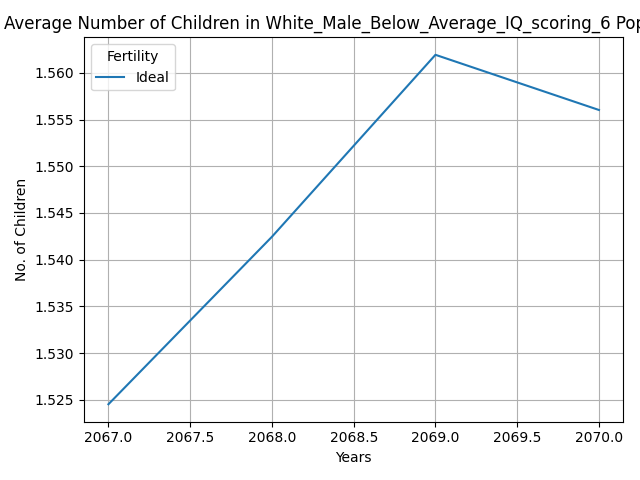 Average Number of Children in White_Male_Below_Average_IQ_scoring_6 Pop
Fertility
Ideal
1.560
1.555
1.550
1.545
1.540
1.535
1.530
1.525
No. of Children
2067.0 2067.5 2068.0 2068.5 2069.0 2069.5 2070.0
Years